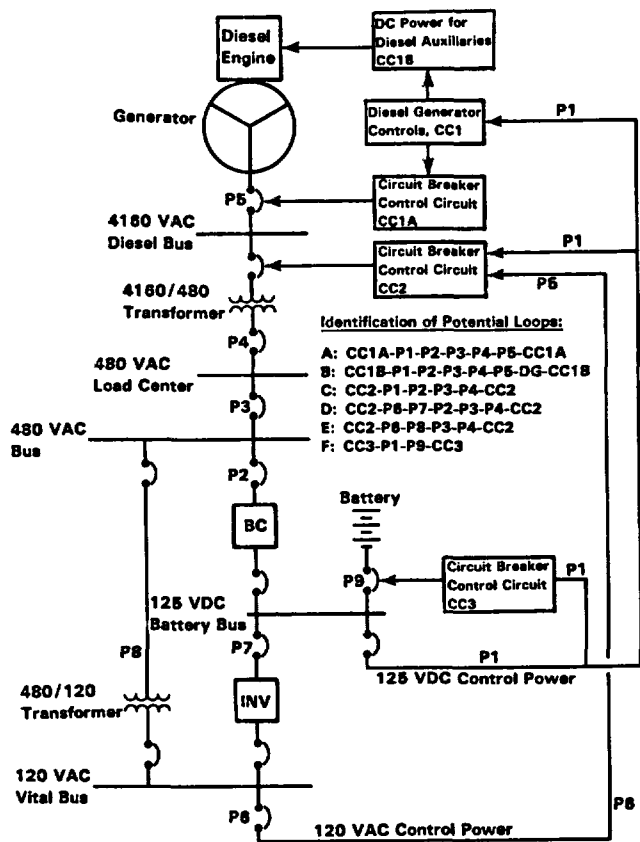 Diesel
Engine
DC Power for
Diesel Auxiliaries
CC1B
Generator
Diesel Generator
Controls, CC1
P1
P5
Circuit Breaker
Control Circuit
CC1A
4160 VAC
Diesel Bus
Circuit Breaker
Control Circuit
CC2
P1
P6
4160/480
Transformer
P4
Identification of Potential Loops:
A: CC1A-P1-P2-P3-P4-P5-CC1A
B: CC1B-P1-P2-P3-P4-P5-DG-CC1B
C: CC2-P1-P2-P3-P4-CC2
D: CC2-P6-P7-P2-P3-P4-CC2
E: CC2-P6-P8-P3-P4-CC2
F: CC3-P1-P9-CC3
480 VAC
Load Center
P3
480 VAC
Bus
P2
BC
Battery
P9
Circuit Breaker
Control Circuit
CC3
P1
125 VDC
Battery Bus
P7
P8
P1
125 VDC Control Power
480/120
Transformer
INV
120 VAC
Vital Bus
P6
P6
120 VAC Control Power